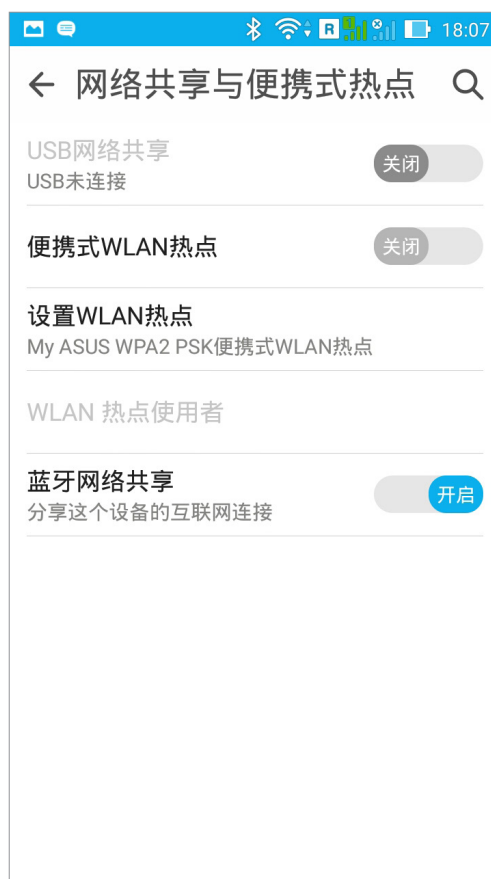 R 18:07
网络共享与便携式热点
USB网络共享
USB未连接
关闭
便携式WLAN热点
关闭
设置WLAN热点
My ASUS WPA2 PSK便携式WLAN热点
WLAN 热点使用者
蓝牙网络共享
分享这个设备的互联网连接
开启